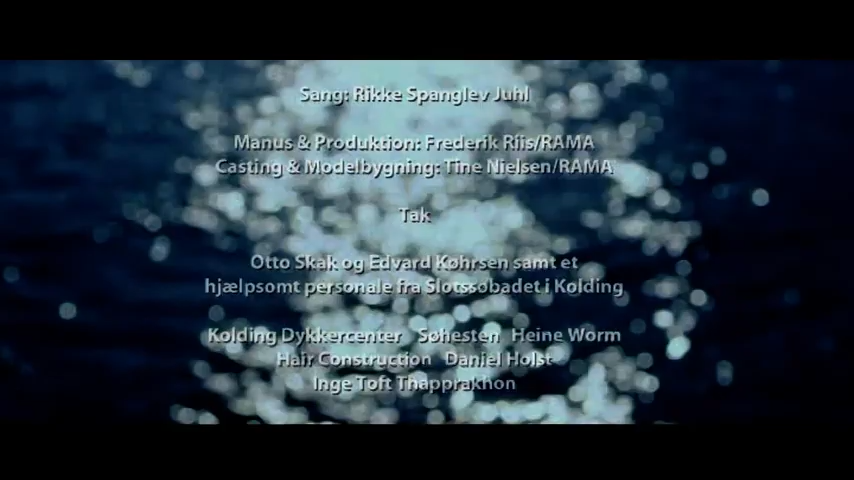 Sang: Rikke Spanglev Juhl
Manus & Produktion: Frederik Riis/RAMA
Casting & Modelbygning: Tine Nielsen/RAMA
Tak
Otto Skak og Edvard Køhrsen samt et
hjælpsomt personale fra Slotssøbadet i Kolding
Kolding Dykkercenter Søhesten Heine Worm
Hair Construction Daniel Holst
Inge Toft Thapprakhon